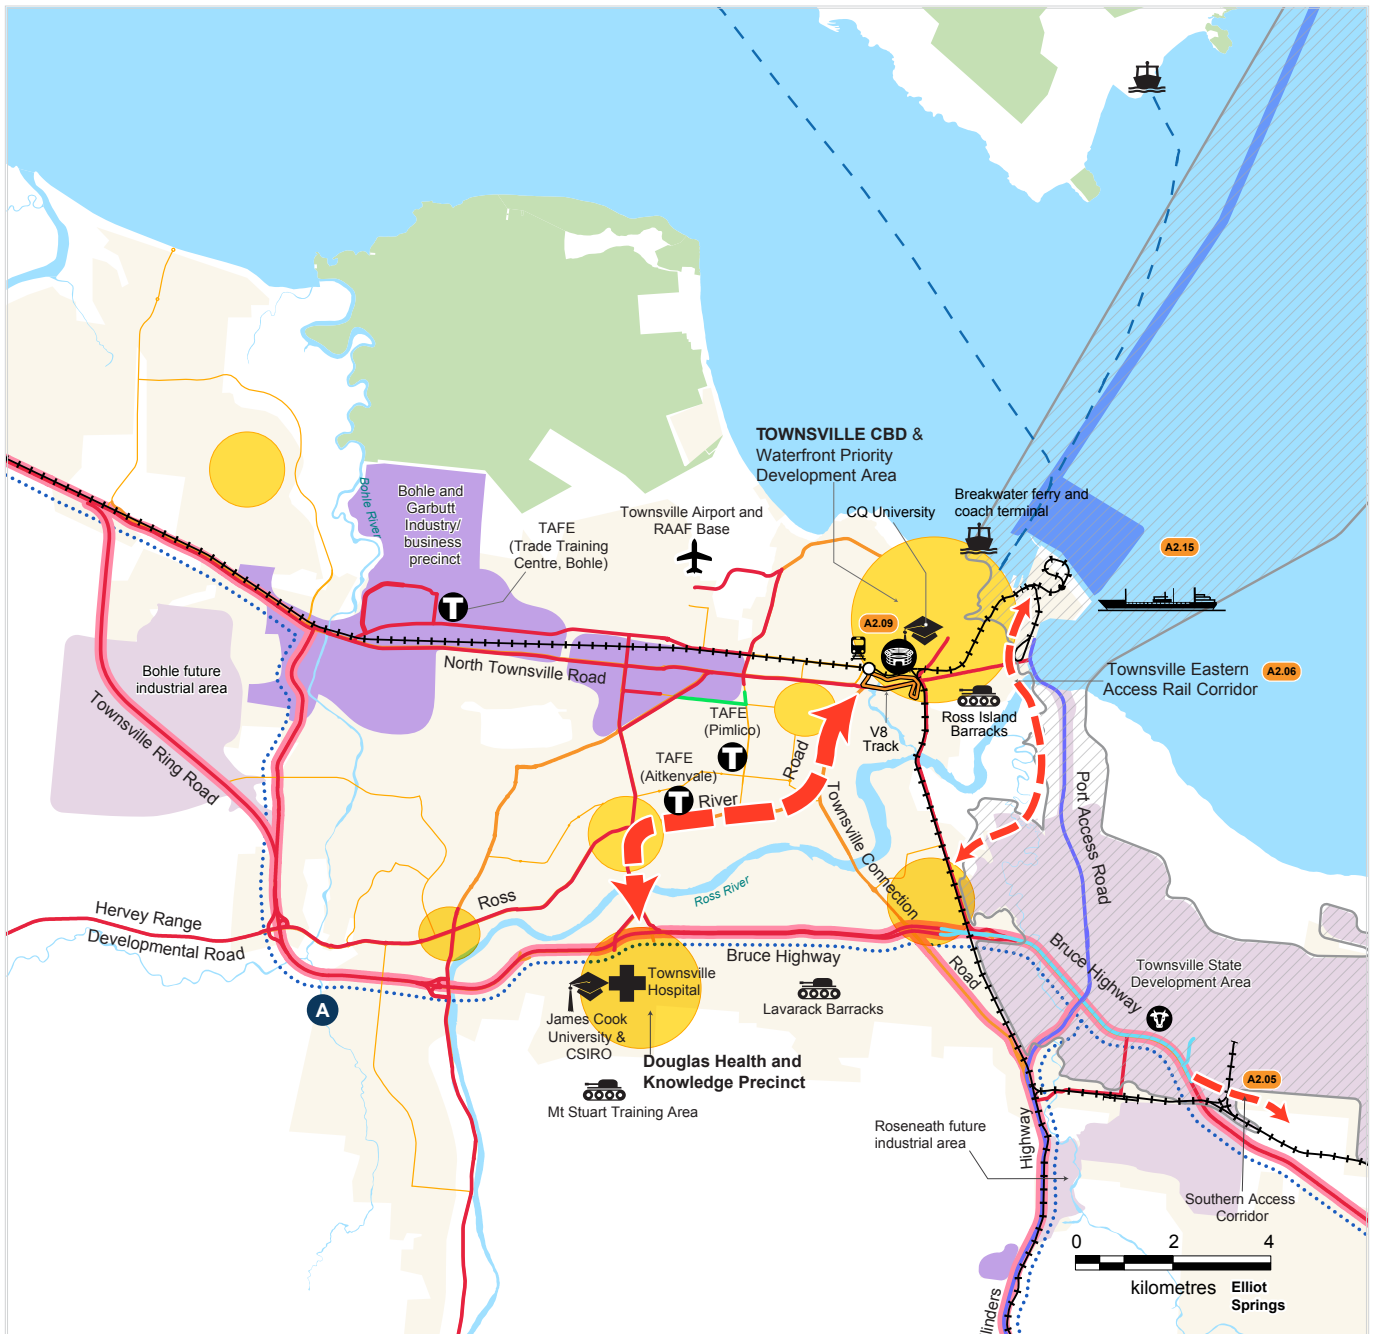 TOWNSVILLE CBD &
Waterfront Priority
Development Area
Breakwater ferry and
coach terminal
CQ University
Bohle and
Garbutt
Industry/
business
precinct
Bohle River
TAFE
(Trade Training
Centre, Bohle)
Townsville Airport and
RAAF Base
A2.15
T
A2.09
Bohle future
industrial area
North Townsville Road
Townsville Eastern
Access Rail Corridor
A2.06
Ross Island
Barracks
V8
Track
TAFE
(Pimlico)
T
TAFE
(Aitkenvale)
T
River
Road
Townsville Ring Road
Townsville Connection
Road
Port Access Road
Ross River
Ross
Hervey Range
Developmental Road
Bruce Highway
Bruce Highway
Townsville State
Development Area
Townsville
Hospital
Lavarack Barracks
A
James Cook
University &
CSIRO
Douglas Health and
Knowledge Precinct
Mt Stuart Training Area
A2.05
Roseneath future
industrial area
Highway
Southern Access
Corridor
0 2 4
kilometres
Elliot
Springs
linders